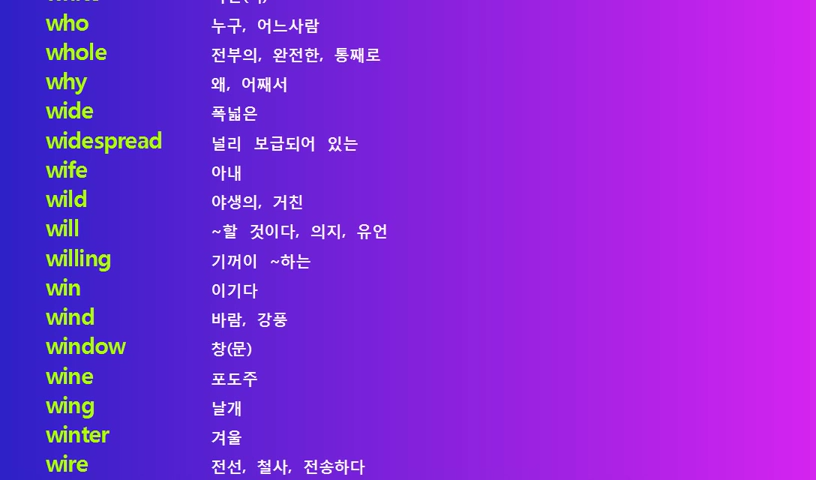 who 누구, 어느사람
whole 전부의, 완전한, 통째로
why 왜, 어째서
wide 폭넓은
widespread 널리 보급되어 있는
wife 아내
wild 야생의, 거친
will ~할 것이다, 의지, 유언
willing 기꺼이 ~하는
win 이기다
wind 바람, 강풍
window 창(문)
wine 포도주
wing 날개
winter 겨울
wire 전선, 철사, 전송하다